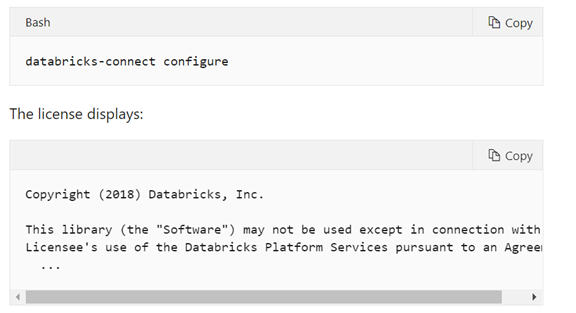 Bash
Copy
databricks-connect configure
The license displays:
Copy
Copyright (2018) Databricks, Inc.
This library (the "Software") may not be used except in connection with
Licensee's use of the Databricks Platform Services pursuant to an
...